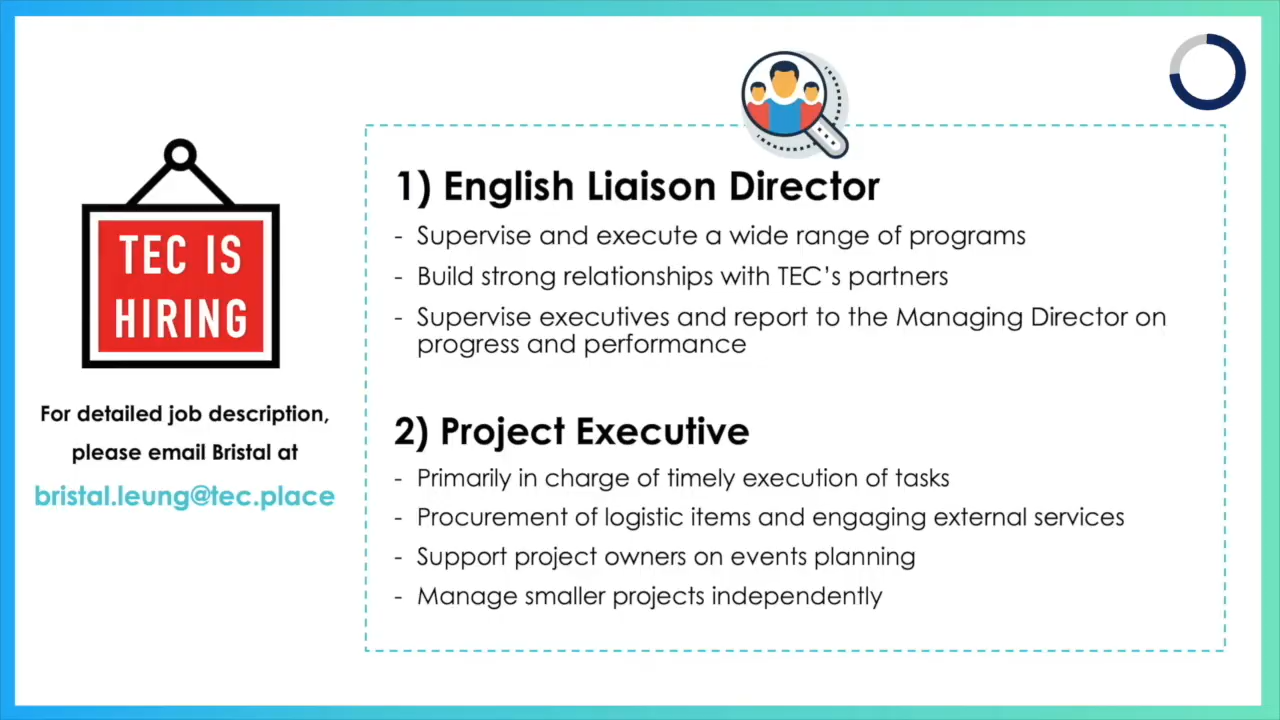 TEC IS
HIRING
For detailed job description,
please email Bristal at
bristal.leung@tec.place
1) English Liaison Director
- Supervise and execute a wide range of programs
- Build strong relationships with TEC’s partners
- Supervise executives and report to the Managing Director on
progress and performance
2) Project Executive
- Primarily in charge of timely execution of tasks
- Procurement of logistic items and engaging external services
- Support project owners on events planning
- Manage smaller projects independently